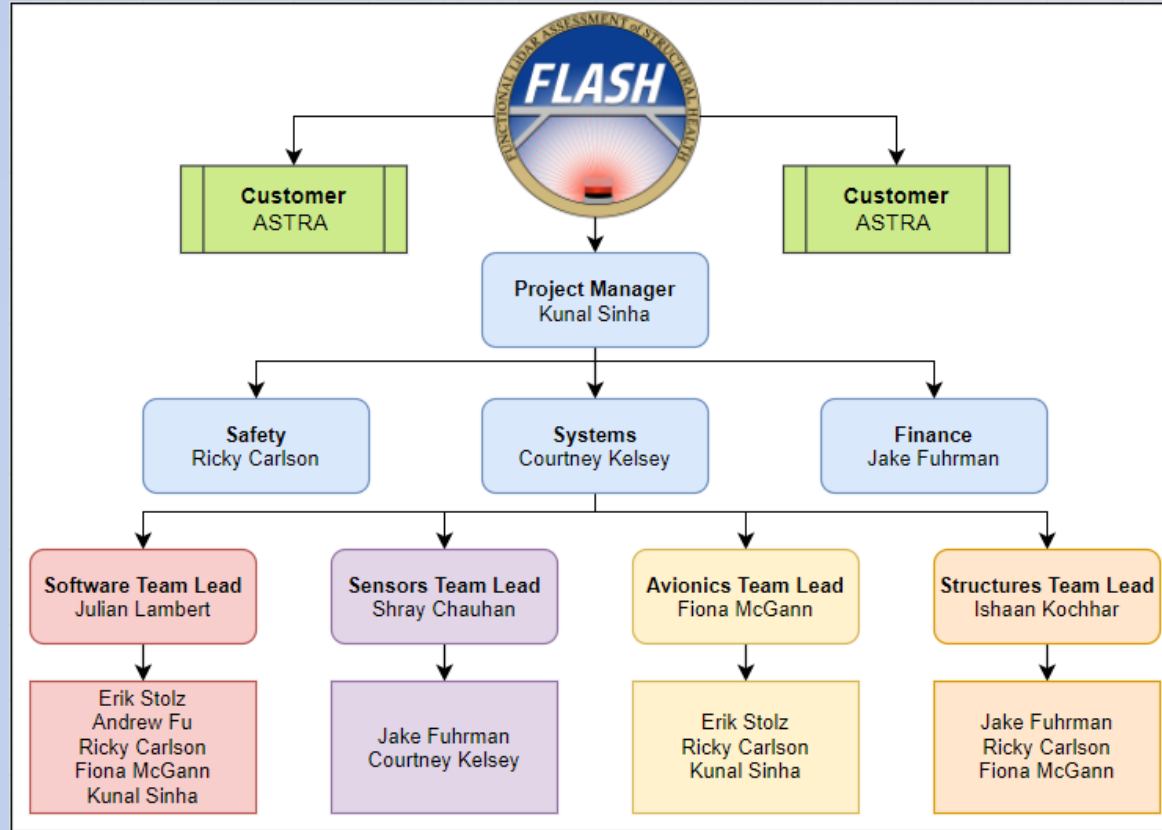 FUNCTIONAL LIDAR ASSESSMENT of STRUCTURAL HEALTH
FLASH
Customer
ASTRA
Customer
ASTRA
Project Manager
Kunal Sinha
Safety
Ricky Carlson
Systems
Courtney Kelsey
Finance
Jake Fuhrman
Software Team Lead
Julian Lambert
Sensors Team Lead
Shray Chauhan
Avionics Team Lead
Fiona McGann
Structures Team Lead
Ishaan Kochhar
Erik Stolz
Andrew Fu
Ricky Carlson
Fiona McGann
Kunal Sinha
Jake Fuhrman
Courtney Kelsey
Erik Stolz
Ricky Carlson
Kunal Sinha
Jake Fuhrman
Ricky Carlson
Fiona McGann